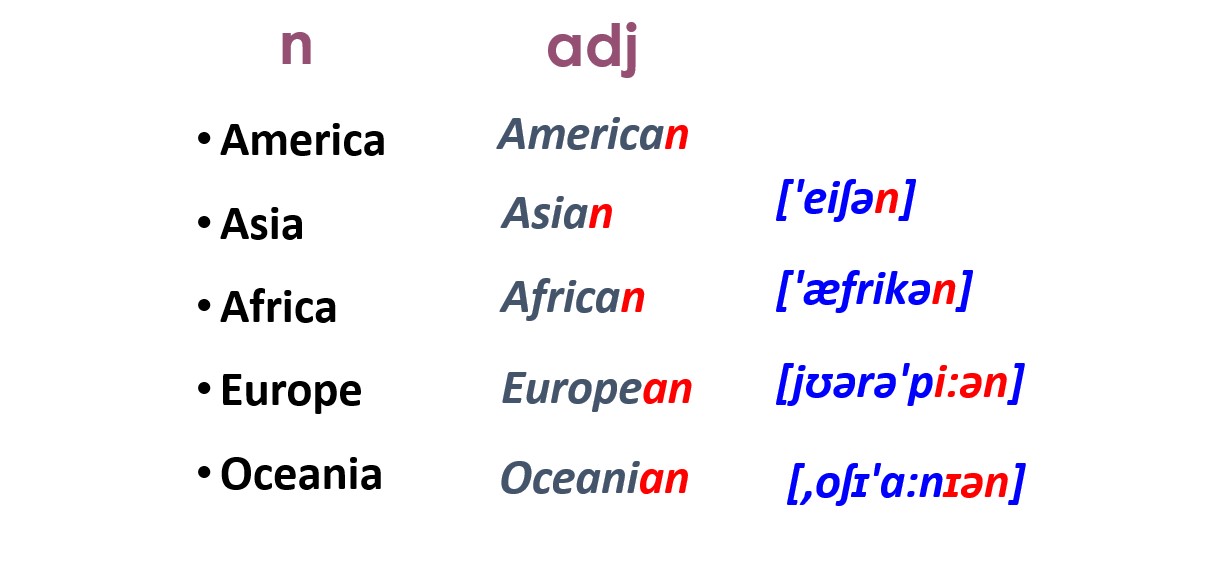 n adj
• America American
• Asia Asian ['eiʃən]
• Africa African ['æfrikən]
• Europe European [jʊərə'pi:ən]
• Oceania Oceanian [,oʃɪ'ɑ:nɪən]